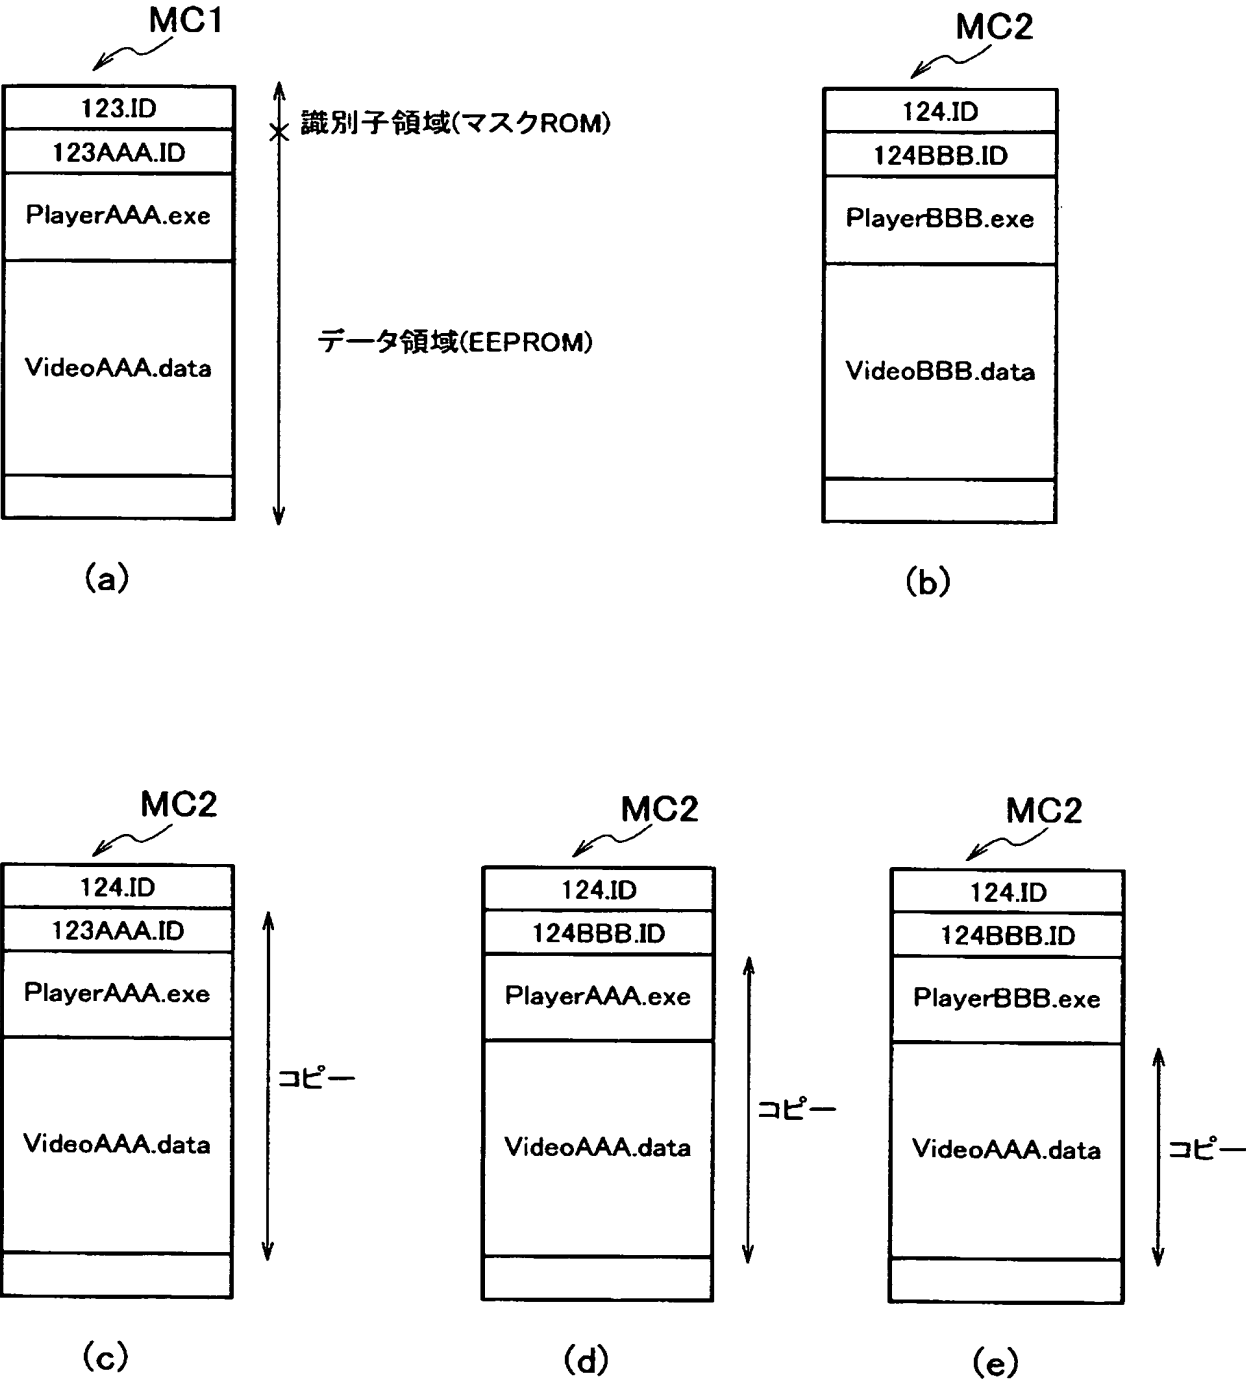 MC1
123.ID
123AAA.ID
PlayerAAA.exe
VideoAAA.data
識別子領域(マスクROM)
データ領域(EEPROM)
(a)
MC2
124.ID
124BBB.ID
PlayerBBB.exe
VideoBBB.data
(b)
MC2
124.ID
123AAA.ID
PlayerAAA.exe
VideoAAA.data
コピー
(c)
MC2
124.ID
124BBB.ID
PlayerAAA.exe
VideoAAA.data
コピー
(d)
MC2
124.ID
124BBB.ID
PlayerBBB.exe
VideoAAA.data
コピー
(e)